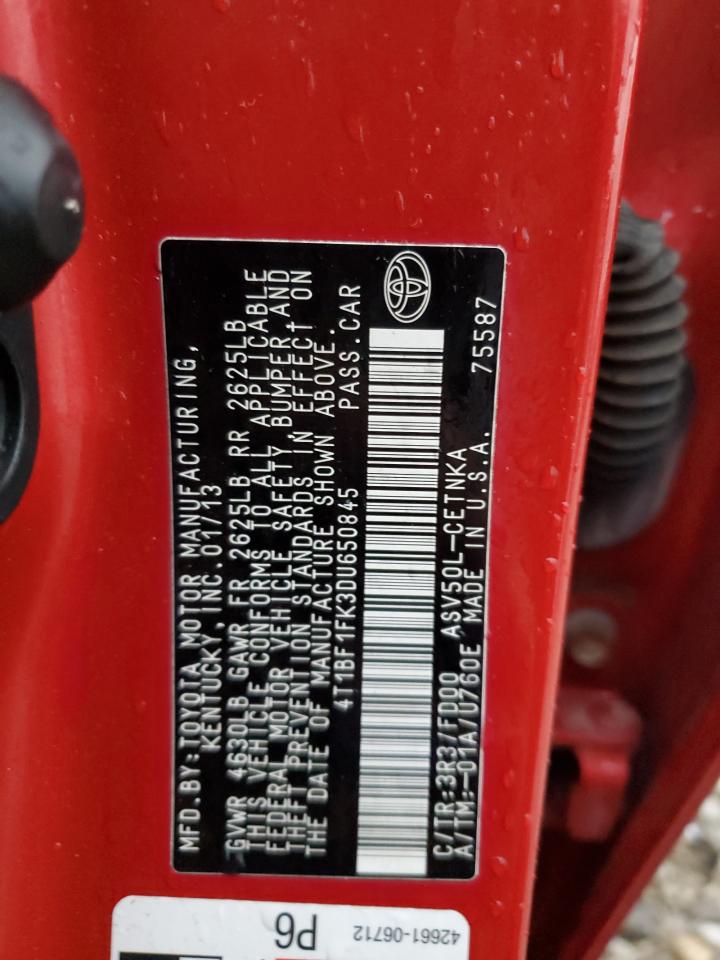 MFD.BY:TOYOTA MOTOR MANUFACTURING,
KENTUCKY, INC. 01/13
GVWR 4630LB GAWR FR 2625LB RR 2625LB
THIS VEHICLE CONFORMS TO ALL APPLICABLE
FEDERAL MOTOR VEHICLE SAFETY, BUMPER AND
THEFT PREVENTION STANDARDS IN EFFECT ON
THE DATE OF MANUFACTURE SHOWN ABOVE.
4T1BF1FK3DU650845 PASS.CAR
C/TR:3R3/FD00 ASV50L-CETNKA
A/TM:-01A/U760E MADE IN U.S.A. 75587
P6
42661-06712